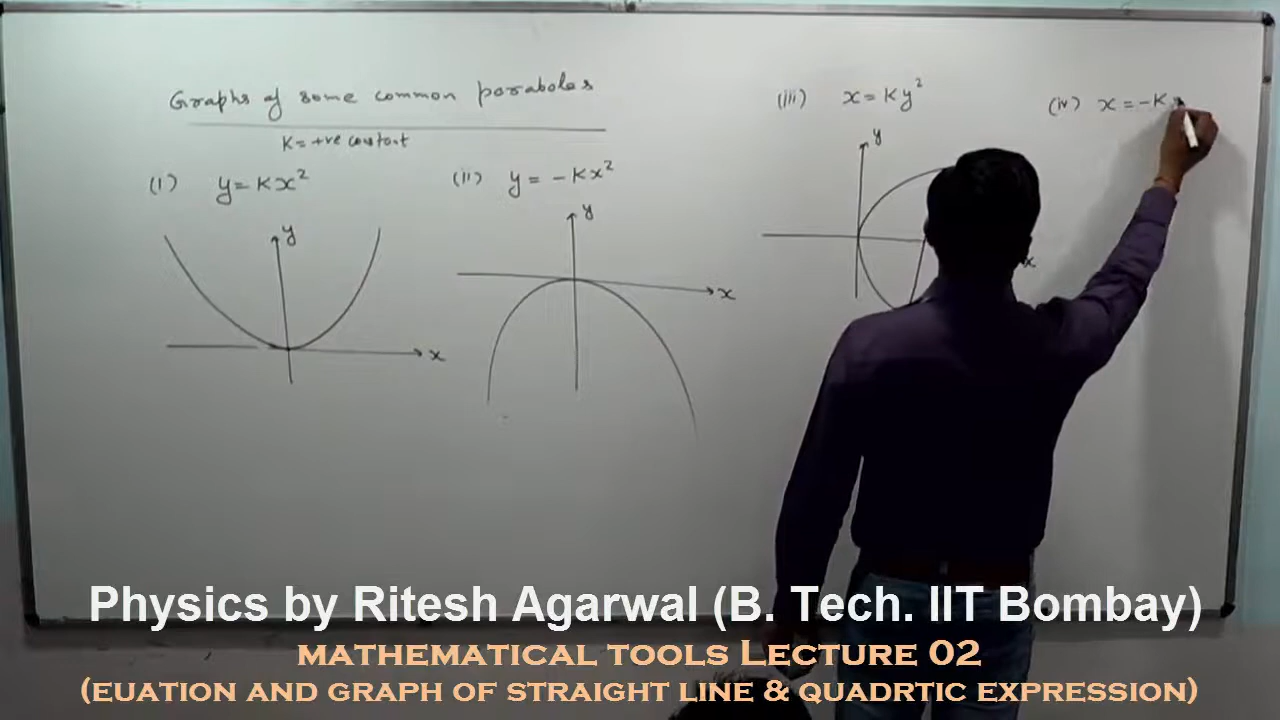 Graphs of some common parabolas
K = +ve constant
(i) y = Kx²
(ii) y = -Kx²
(iii) x = Ky²
(iv) x = -K
y
x
y
x
y
x
Physics by Ritesh Agarwal (B. Tech. IIT Bombay)
MATHEMATICAL TOOLS LECTURE 02
(EUATION AND GRAPH OF STRAIGHT LINE & QUADRTIC EXPRESSION)